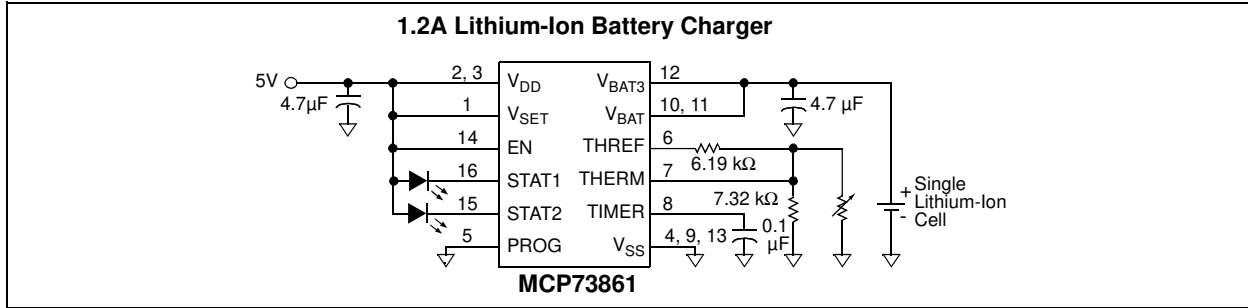 1.2A Lithium-Ion Battery Charger
5V
4.7µF
2, 3
1
14
16
15
5
VDD
VSET
EN
STAT1
STAT2
PROG
VBAT3
VBAT
THREF
THERM
TIMER
VSS
12
10, 11
6
7
8
4, 9, 13
4.7 µF
6.19 kΩ
7.32 kΩ
0.1
µF
+ Single
- Lithium-Ion
Cell
MCP73861